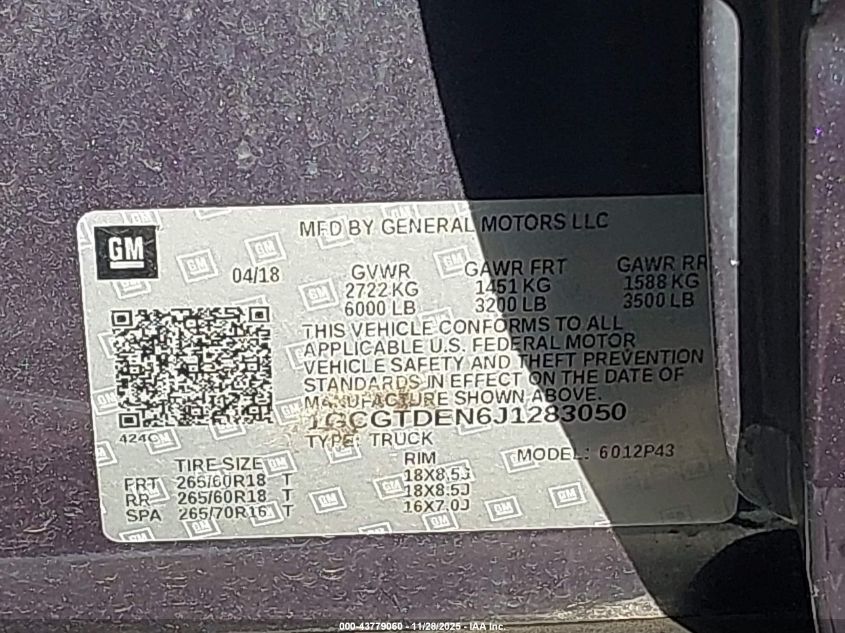 MFD BY GENERAL MOTORS LLC
GM
04/18
GVWR GAWR FRT GAWR RR
2722 KG 1451 KG 1588 KG
6000 LB 3200 LB 3500 LB
THIS VEHICLE CONFORMS TO ALL
APPLICABLE U.S. FEDERAL MOTOR
VEHICLE SAFETY AND THEFT PREVENTION
STANDARDS IN EFFECT ON THE DATE OF
MANUFACTURE SHOWN ABOVE.
1GCGTDEN6J1283050
424C
TYPE: TRUCK
TIRE SIZE RIM MODEL: 6012P43
FRT 265/60R18 T 18X8.5J
RR 265/60R18 T 18X8.5J
SPA 265/70R16 T 16X7.0J
000-43779060 - 11/28/2025 - IAA Inc.